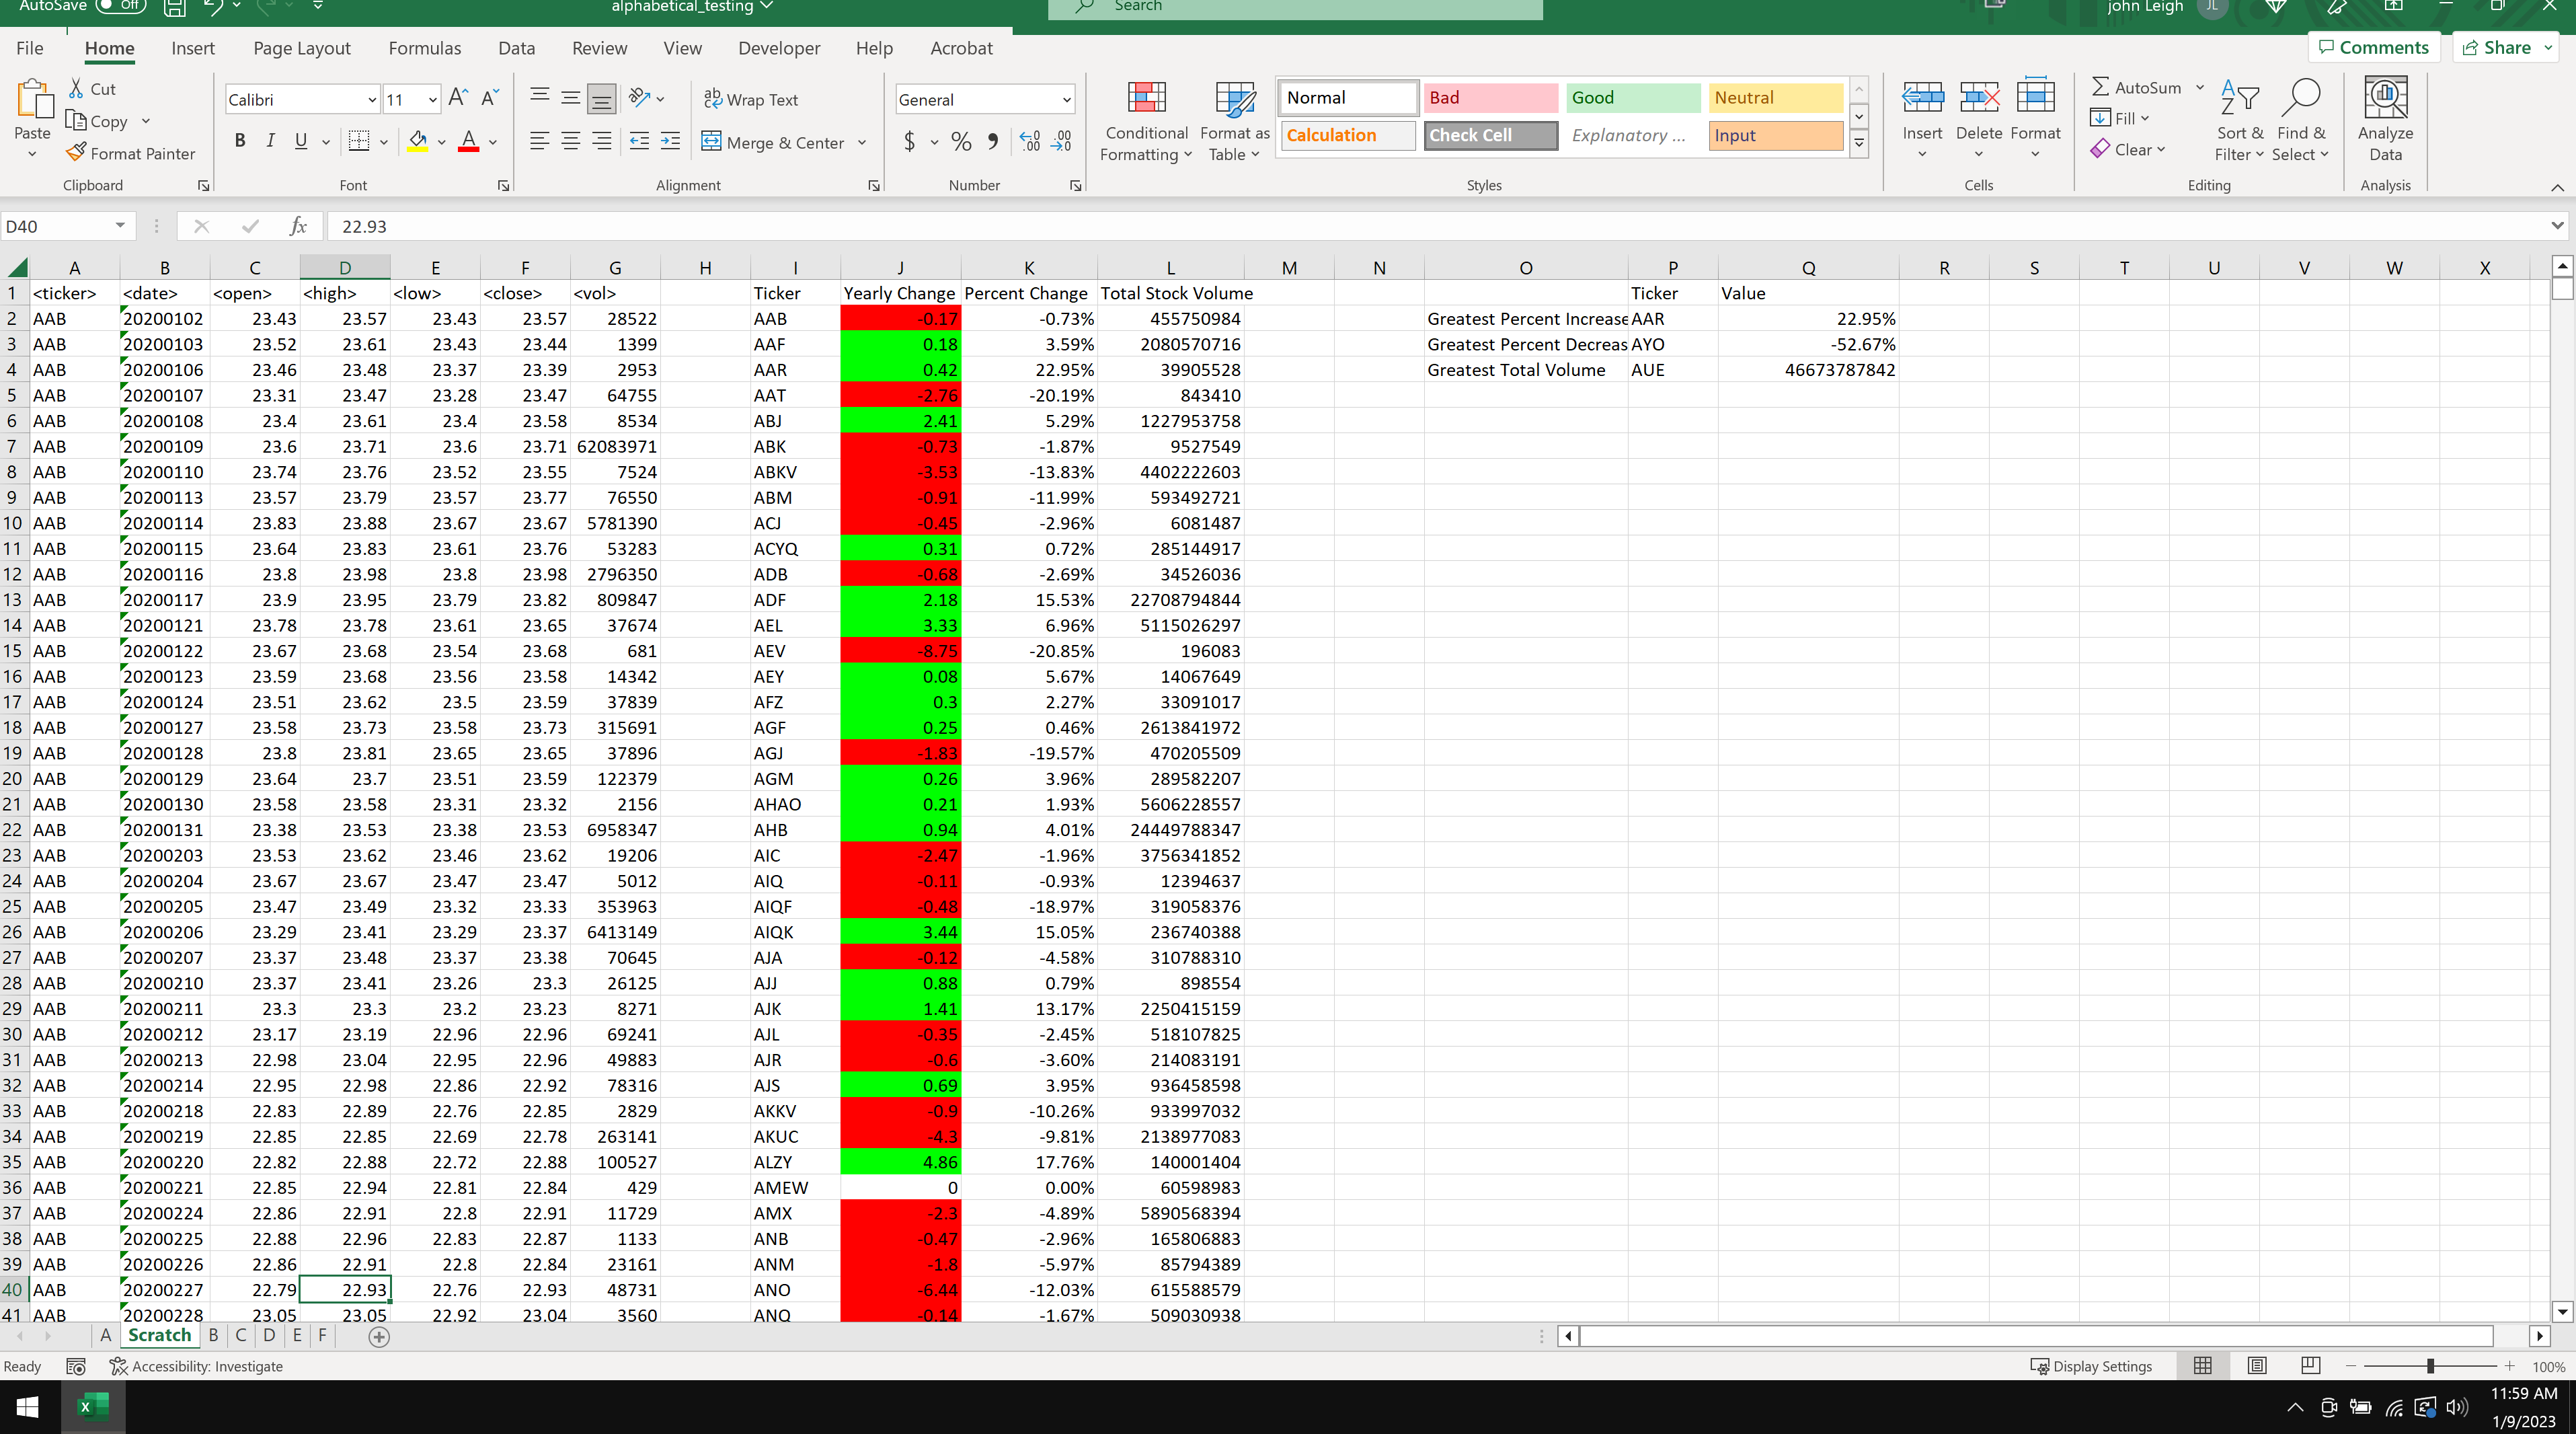 AutoSave Off alphabetical_testing Search john Leigh JL
File Home Insert Page Layout Formulas Data Review View Developer Help Acrobat Comments Share
Paste Cut Copy Format Painter Clipboard
Calibri 11 B I U A Font
ab Wrap Text Merge & Center Alignment
General $ % Number
Conditional Formatting Format as Table
Normal Bad Good Neutral
Calculation Check Cell Explanatory ... Input
Styles
Insert Delete Format Cells
AutoSum Fill Clear Sort & Filter Find & Select Editing
Analyze Data Analysis
D40 fx 22.93
A B C D E F G H I J K L M N O P Q R S T U V W X
1 <ticker> <date> <open> <high> <low> <close> <vol> Ticker Yearly Change Percent Change Total Stock Volume Ticker Value
2 AAB 20200102 23.43 23.57 23.43 23.57 28522 AAB -0.17 -0.73% 455750984 Greatest Percent Increase AAR 22.95%
3 AAB 20200103 23.52 23.61 23.43 23.44 1399 AAF 0.18 3.59% 2080570716 Greatest Percent Decreas AYO -52.67%
4 AAB 20200106 23.46 23.48 23.37 23.39 2953 AAR 0.42 22.95% 39905528 Greatest Total Volume AUE 46673787842
5 AAB 20200107 23.31 23.47 23.28 23.47 64755 AAT -2.76 -20.19% 843410
6 AAB 20200108 23.4 23.61 23.4 23.58 8534 ABJ 2.41 5.29% 1227953758
7 AAB 20200109 23.6 23.71 23.6 23.71 62083971 ABK -0.73 -1.87% 9527549
8 AAB 20200110 23.74 23.76 23.52 23.55 7524 ABKV -3.53 -13.83% 4402222603
9 AAB 20200113 23.57 23.79 23.57 23.77 76550 ABM -0.91 -11.99% 593492721
10 AAB 20200114 23.83 23.88 23.67 23.67 5781390 ACJ -0.45 -2.96% 6081487
11 AAB 20200115 23.64 23.83 23.61 23.76 53283 ACYQ 0.31 0.72% 285144917
12 AAB 20200116 23.8 23.98 23.8 23.98 2796350 ADB -0.68 -2.69% 34526036
13 AAB 20200117 23.9 23.95 23.79 23.82 809847 ADF 2.18 15.53% 22708794844
14 AAB 20200121 23.78 23.78 23.61 23.65 37674 AEL 3.33 6.96% 5115026297
15 AAB 20200122 23.67 23.68 23.54 23.68 681 AEV -8.75 -20.85% 196083
16 AAB 20200123 23.59 23.68 23.56 23.58 14342 AEY 0.08 5.67% 14067649
17 AAB 20200124 23.51 23.62 23.5 23.59 37839 AFZ 0.3 2.27% 33091017
18 AAB 20200127 23.58 23.73 23.58 23.73 315691 AGF 0.25 0.46% 2613841972
19 AAB 20200128 23.8 23.81 23.65 23.65 37896 AGJ -1.83 -19.57% 470205509
20 AAB 20200129 23.64 23.7 23.51 23.59 122379 AGM 0.26 3.96% 289582207
21 AAB 20200130 23.58 23.58 23.31 23.32 2156 AHAO 0.21 1.93% 5606228557
22 AAB 20200131 23.38 23.53 23.38 23.53 6958347 AHB 0.94 4.01% 24449788347
23 AAB 20200203 23.53 23.62 23.46 23.62 19206 AIC -2.47 -1.96% 3756341852
24 AAB 20200204 23.67 23.67 23.47 23.47 5012 AIQ -0.11 -0.93% 12394637
25 AAB 20200205 23.47 23.49 23.32 23.33 353963 AIQF -0.48 -18.97% 319058376
26 AAB 20200206 23.29 23.41 23.29 23.37 6413149 AIQK 3.44 15.05% 236740388
27 AAB 20200207 23.37 23.48 23.37 23.38 70645 AJA -0.12 -4.58% 310788310
28 AAB 20200210 23.37 23.41 23.26 23.3 26125 AJJ 0.88 0.79% 898554
29 AAB 20200211 23.3 23.3 23.2 23.23 8271 AJK 1.41 13.17% 2250415159
30 AAB 20200212 23.17 23.19 22.96 22.96 69241 AJL -0.35 -2.45% 518107825
31 AAB 20200213 22.98 23.04 22.95 22.96 49883 AJR -0.6 -3.60% 214083191
32 AAB 20200214 22.95 22.98 22.86 22.92 78316 AJS 0.69 3.95% 936458598
33 AAB 20200218 22.83 22.89 22.76 22.85 2829 AKKV -0.9 -10.26% 933997032
34 AAB 20200219 22.85 22.85 22.69 22.78 263141 AKUC -4.3 -9.81% 2138977083
35 AAB 20200220 22.82 22.88 22.72 22.88 100527 ALZY 4.86 17.76% 140001404
36 AAB 20200221 22.85 22.94 22.81 22.84 429 AMEW 0 0.00% 60598983
37 AAB 20200224 22.86 22.91 22.8 22.91 11729 AMX -2.3 -4.89% 5890568394
38 AAB 20200225 22.88 22.96 22.83 22.87 1133 ANB -0.47 -2.96% 165806883
39 AAB 20200226 22.86 22.91 22.8 22.84 23161 ANM -1.8 -5.97% 85794389
40 AAB 20200227 22.79 22.93 22.76 22.93 48731 ANO -6.44 -12.03% 615588579
41 AAB 20200228 23.05 23.05 22.92 23.04 3560 ANQ -0.14 -1.67% 509030938
A Scratch B C D E F
Ready Accessibility: Investigate Display Settings 100%
11:59 AM
1/9/2023